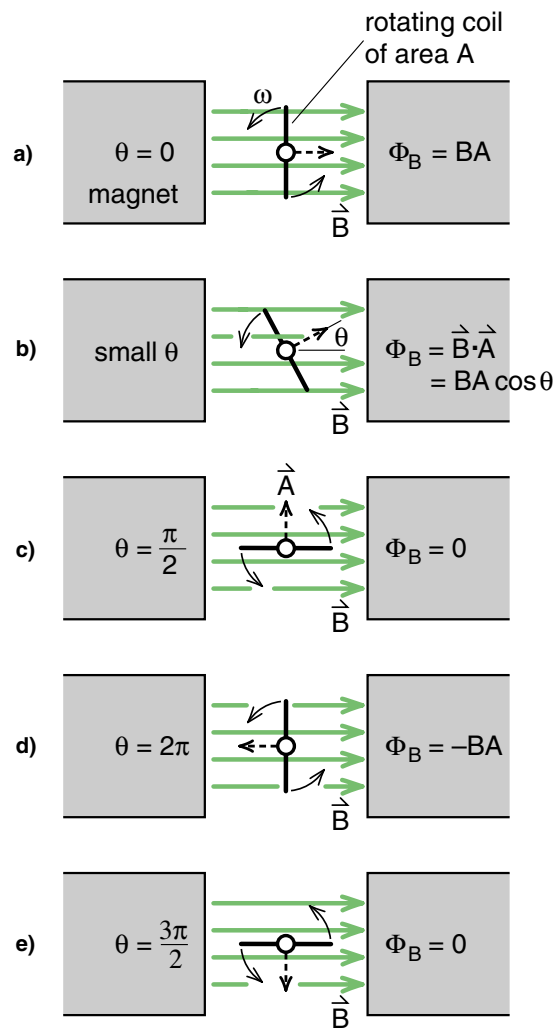 rotating coil
of area A
a)
θ = 0
magnet
ω
B⃗
Φ_B = BA
b)
small θ
θ
B⃗
Φ_B = B⃗·A⃗
= BA cos θ
c)
θ = π/2
A⃗
B⃗
Φ_B = 0
d)
θ = 2π
B⃗
Φ_B = –BA
e)
θ = 3π/2
B⃗
Φ_B = 0